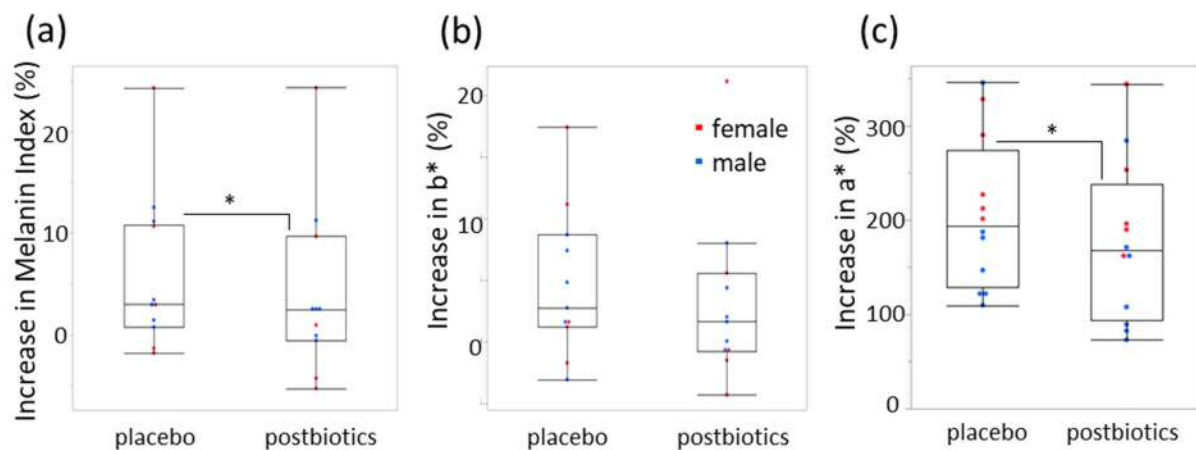 (a)
Increase in Melanin Index (%)
20
10
0
*
placebo
postbiotics
(b)
Increase in b* (%)
20
10
0
female
male
placebo
postbiotics
(c)
Increase in a* (%)
300
200
100
0
*
placebo
postbiotics